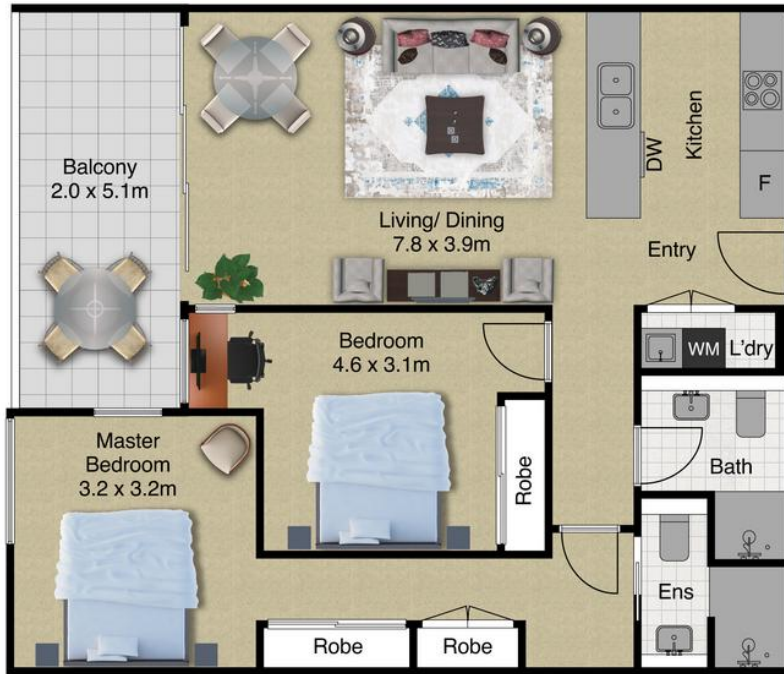 Balcony
2.0 x 5.1m
Living/ Dining
7.8 x 3.9m
DW
Kitchen
F
Entry
Bedroom
4.6 x 3.1m
WM
L'dry
Master
Bedroom
3.2 x 3.2m
Robe
Bath
Ens
Robe
Robe